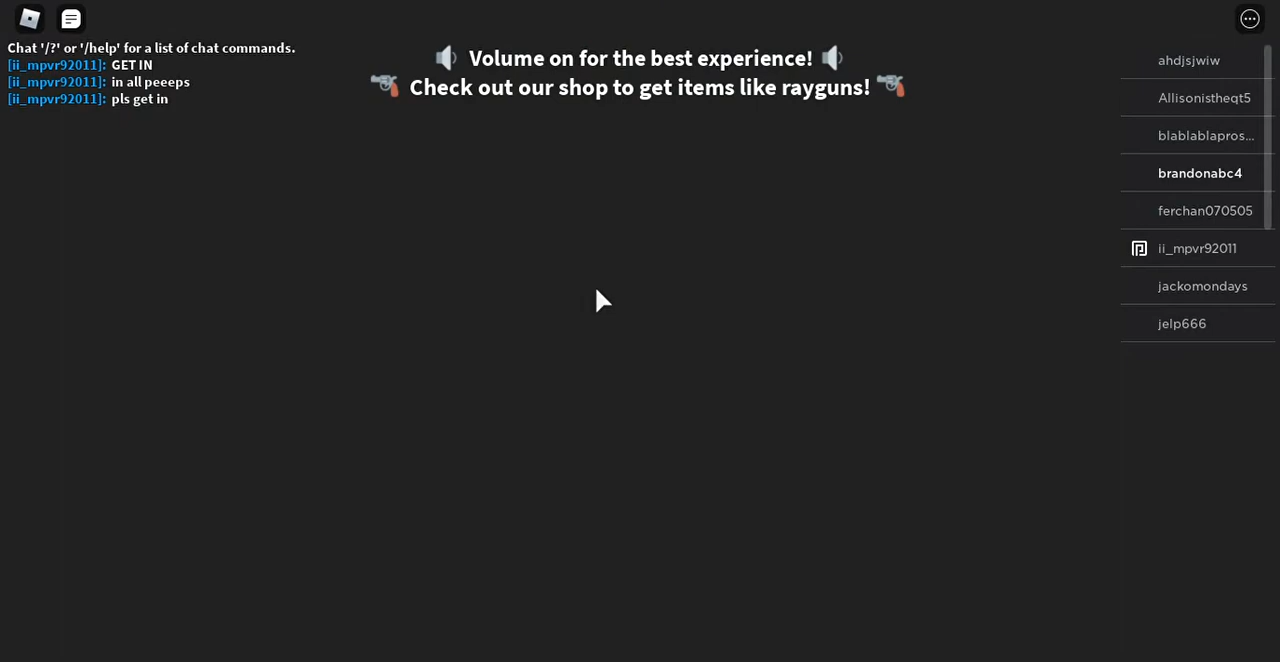 Chat '/?' or '/help' for a list of chat commands.
[ii_mpvr92011]: GET IN
[ii_mpvr92011]: in all peeeps
[ii_mpvr92011]: pls get in
🔈 Volume on for the best experience! 🔈
🔫 Check out our shop to get items like rayguns! 🔫
ahdjsjwiw
Allisonistheqt5
blablablapros...
brandonabc4
ferchan070505
ii_mpvr92011
jackomondays
jelp666